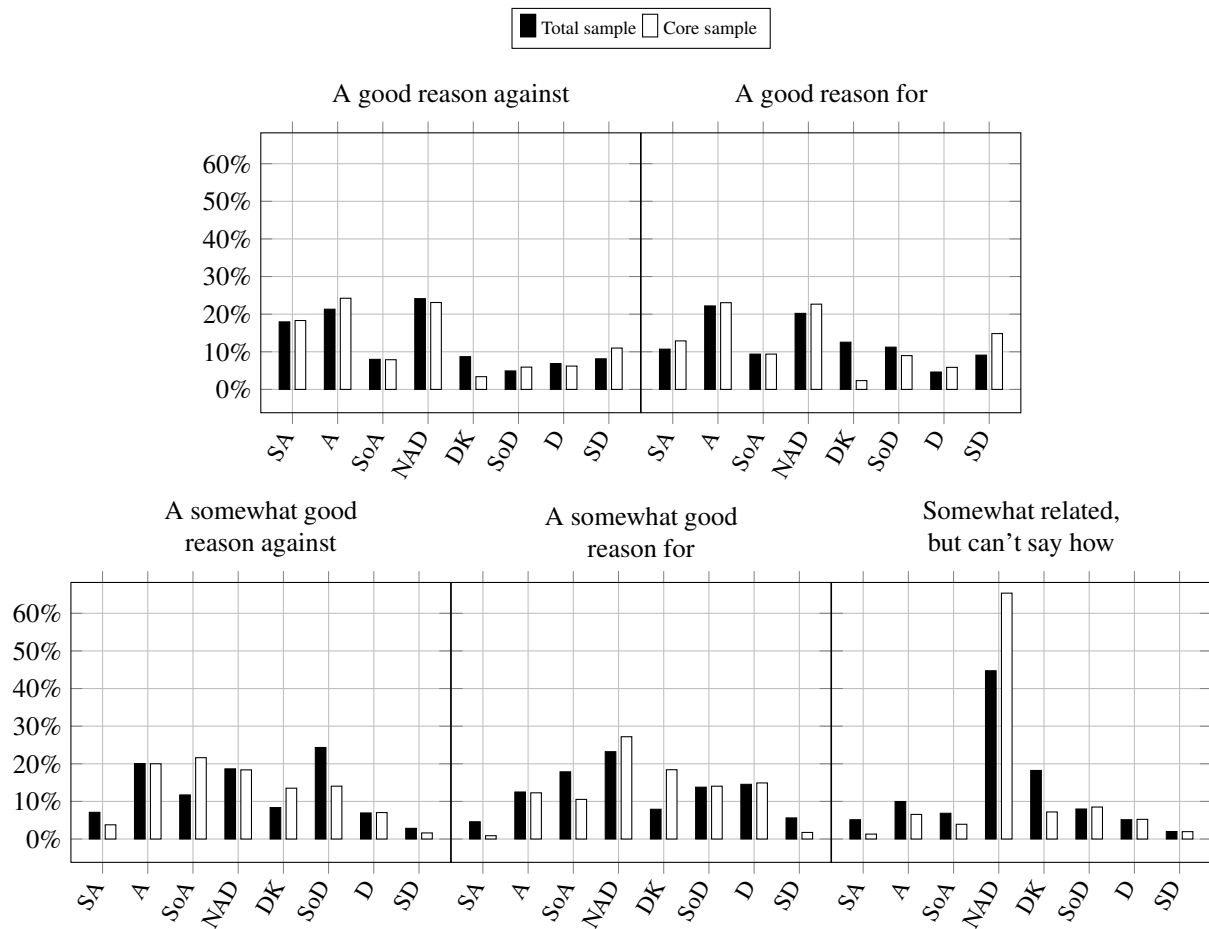 Total sample Core sample
A good reason against A good reason for
60%
50%
40%
30%
20%
10%
0%
SA A SoA NAD DK SoD D SD SA A SoA NAD DK SoD D SD
A somewhat good
reason against
A somewhat good
reason for
Somewhat related,
but can't say how
60%
50%
40%
30%
20%
10%
0%
SA A SoA NAD DK SoD D SD SA A SoA NAD DK SoD D SD SA A SoA NAD DK SoD D SD